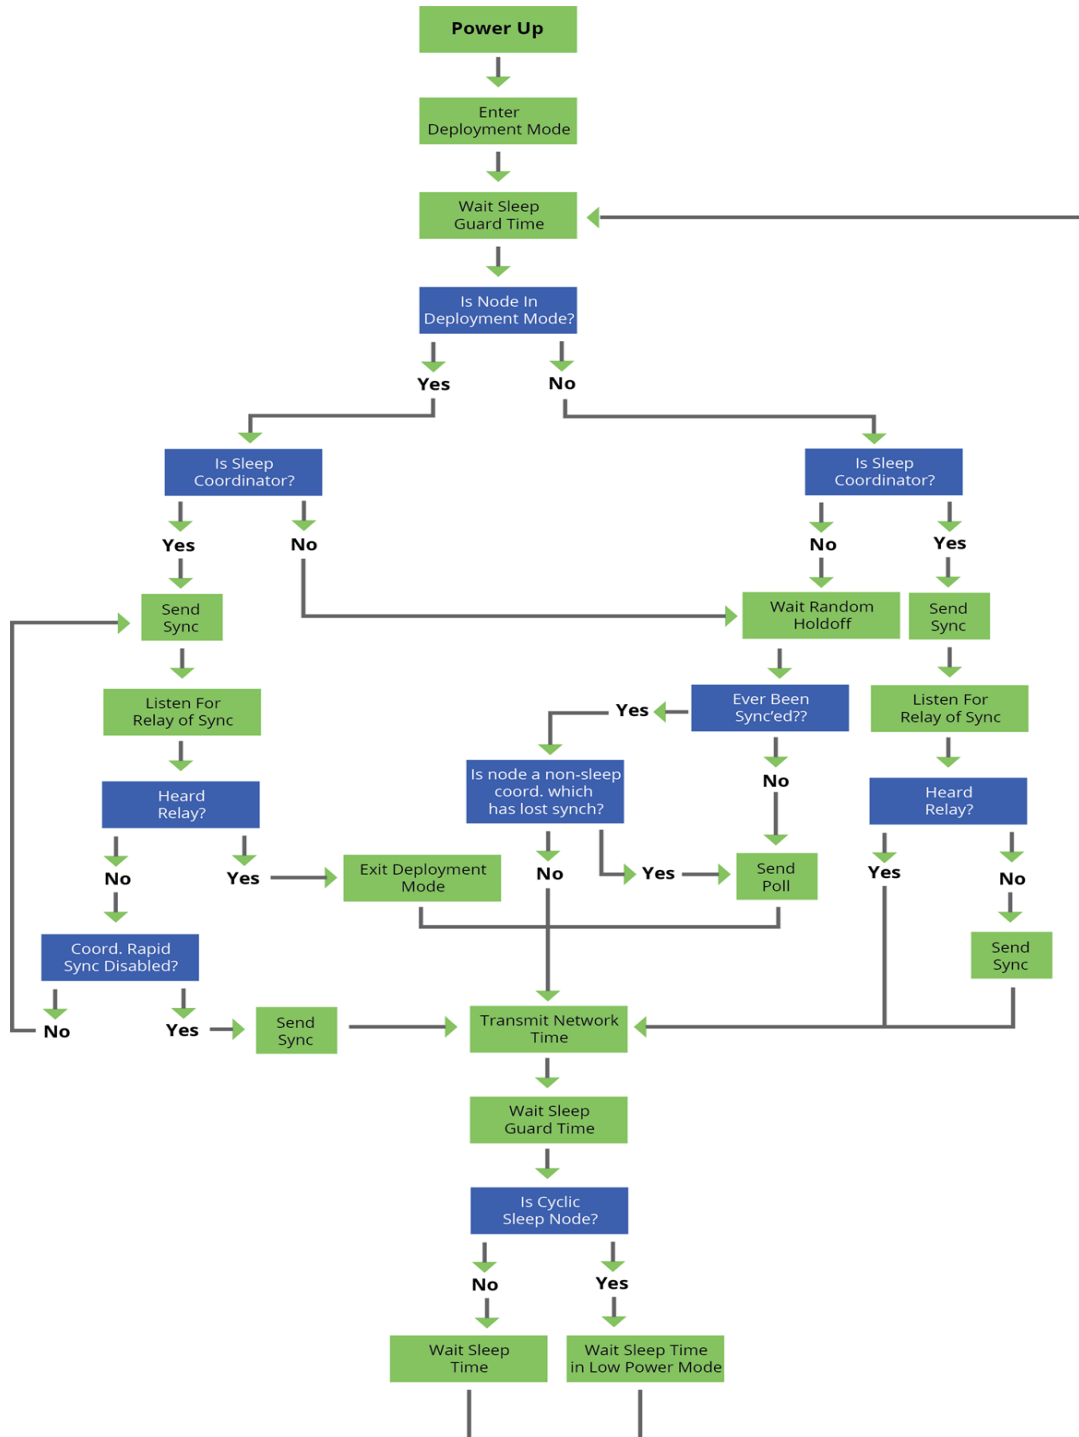 Power Up
Enter
Deployment Mode
Wait Sleep
Guard Time
Is Node In
Deployment Mode?
Yes
No
Is Sleep
Coordinator?
Is Sleep
Coordinator?
Yes
No
No
Yes
Send
Sync
Wait Random
Holdoff
Send
Sync
Listen For
Relay of Sync
Yes
Ever Been
Sync'ed??
Listen For
Relay of Sync
Heard
Relay?
Is node a non-sleep
coord. which
has lost synch?
No
Heard
Relay?
No
Yes
Exit Deployment
Mode
No
Yes
Send
Poll
Yes
No
Coord. Rapid
Sync Disabled?
Send
Sync
No
Yes
Send
Sync
Transmit Network
Time
Wait Sleep
Guard Time
Is Cyclic
Sleep Node?
No
Yes
Wait Sleep
Time
Wait Sleep Time
in Low Power Mode